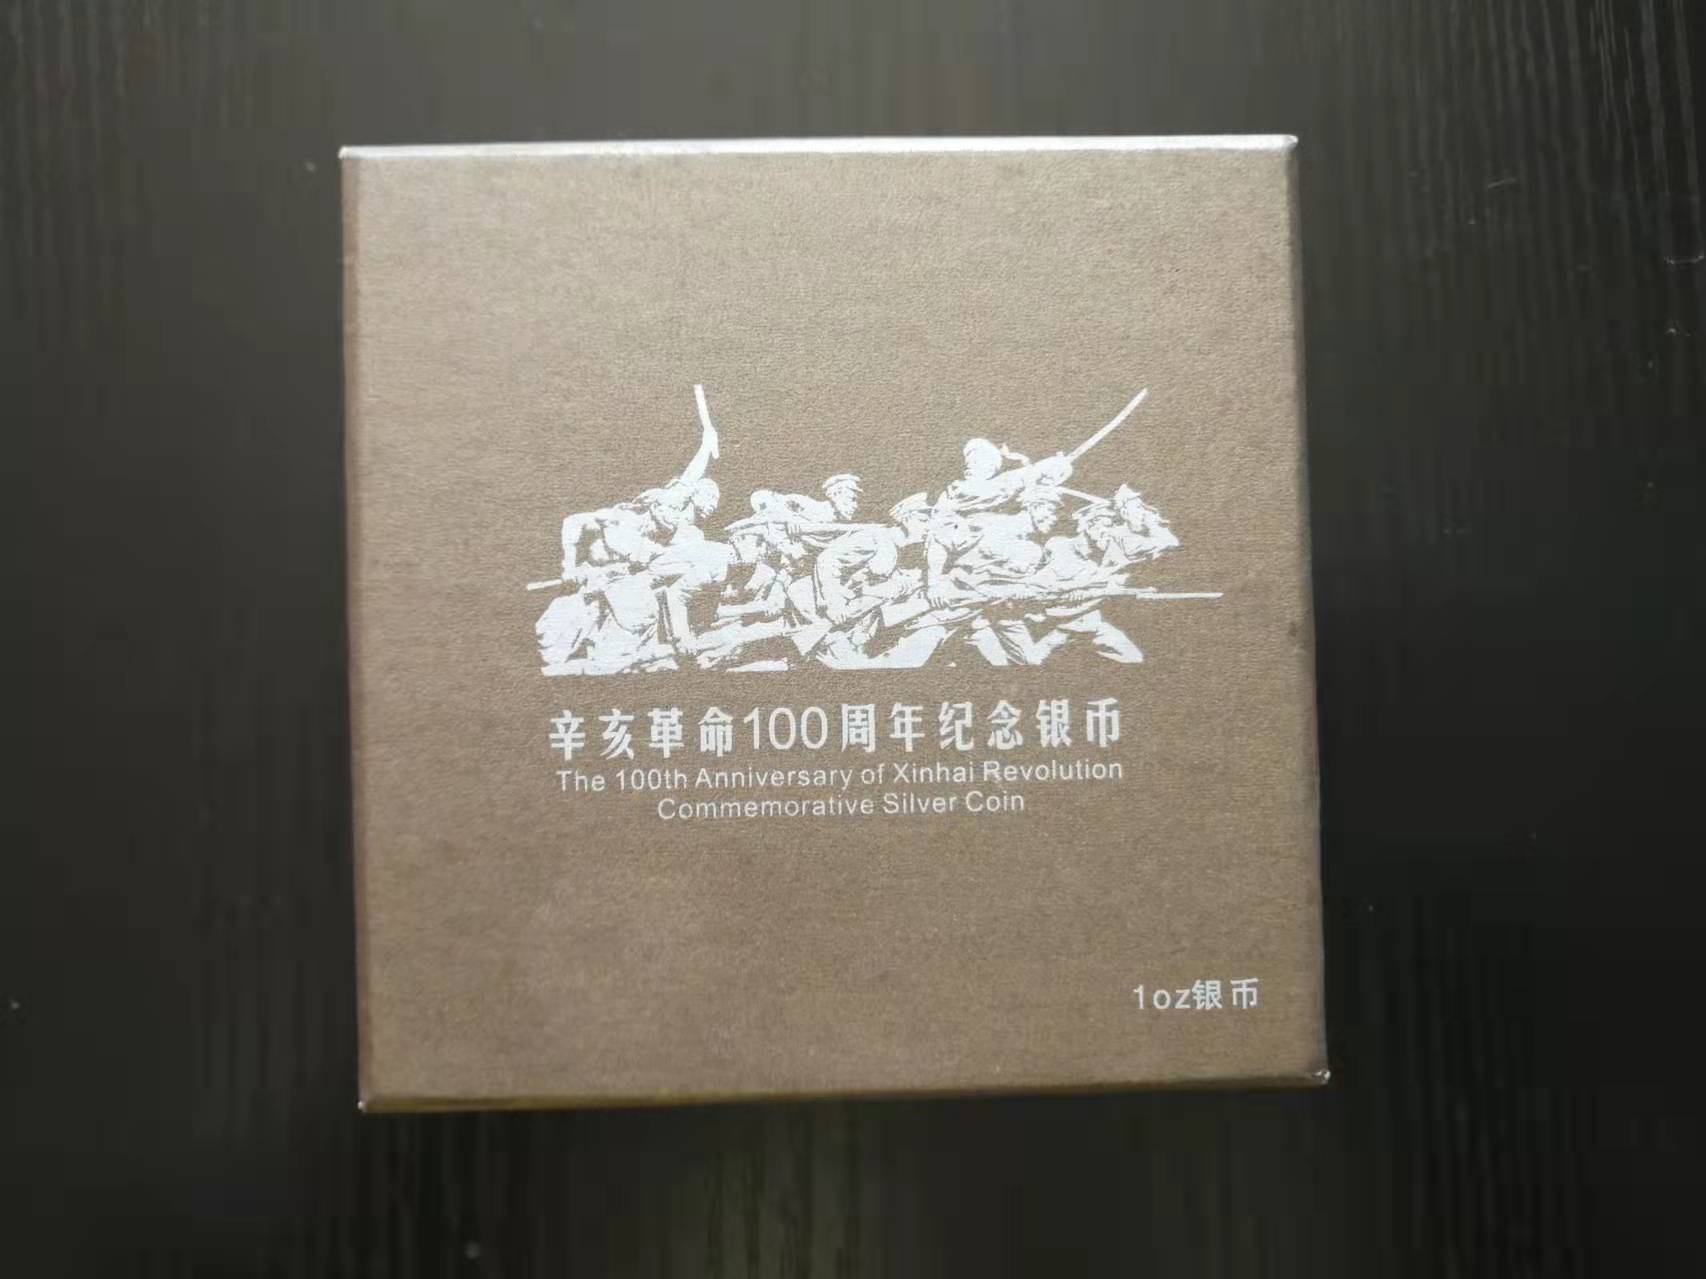 辛亥革命100周年纪念银币
The 100th Anniversary of Xinhai Revolution
Commemorative Silver Coin
1oz银币